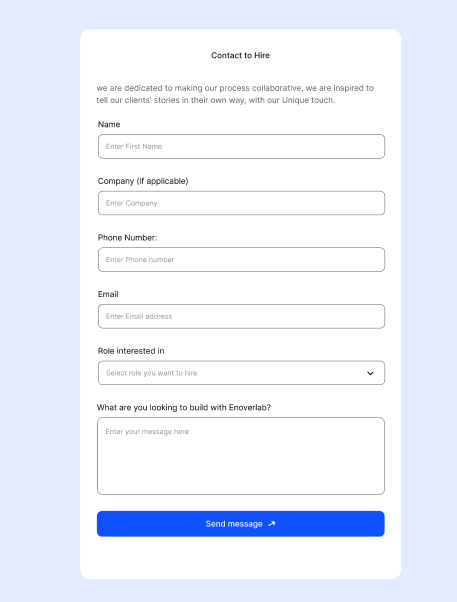 Contact to Hire
we are dedicated to making our process collaborative, we are inspired to
tell our clients' stories in their own way, with our Unique touch.
Name
Enter First Name
Company (if applicable)
Enter Company
Phone Number:
Enter Phone number
Email
Enter Email address
Role interested in
Select role you want to hire
What are you looking to build with Enoverlab?
Enter your message here
Send message